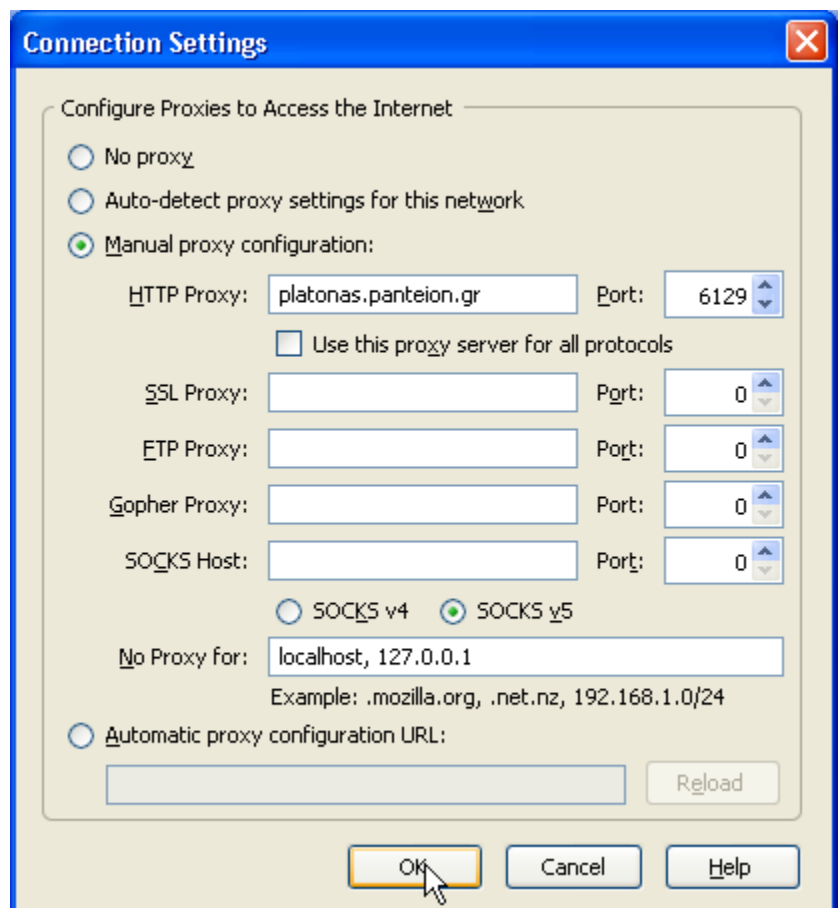 Connection Settings
Configure Proxies to Access the Internet
No proxy
Auto-detect proxy settings for this network
Manual proxy configuration:
HTTP Proxy: platonas.panteion.gr Port: 6129
Use this proxy server for all protocols
SSL Proxy: Port: 0
FTP Proxy: Port: 0
Gopher Proxy: Port: 0
SOCKS Host: Port: 0
SOCKS v4 SOCKS v5
No Proxy for: localhost, 127.0.0.1
Example: .mozilla.org, .net.nz, 192.168.1.0/24
Automatic proxy configuration URL:
Reload
OK Cancel Help